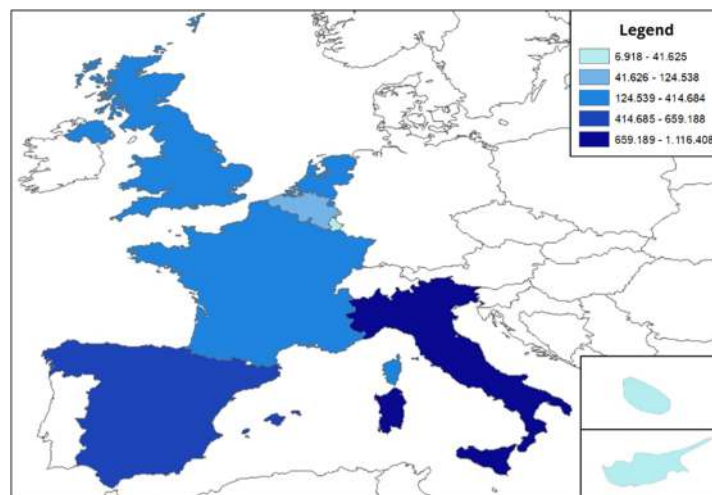 Legend
6.918 - 41.625
41.626 - 124.538
124.539 - 414.684
414.685 - 659.188
659.189 - 1.116.408